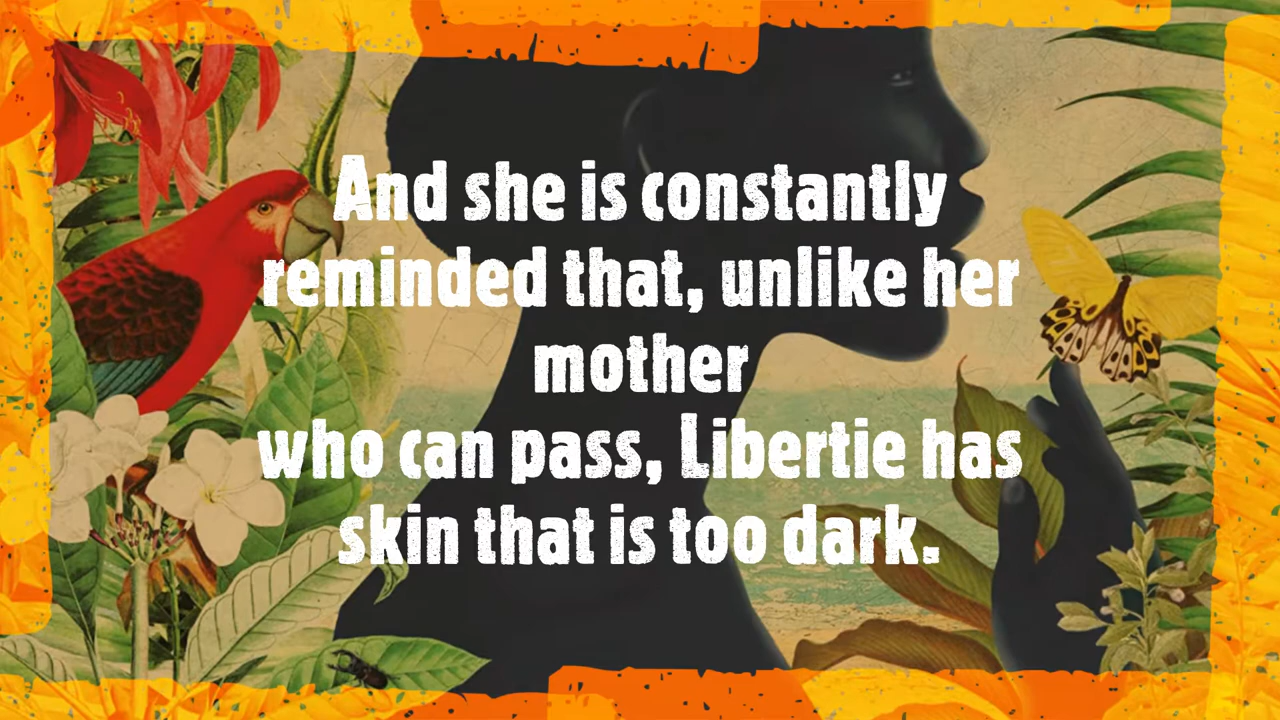 And she is constantly
reminded that, unlike her
mother
who can pass, Libertie has
skin that is too dark.